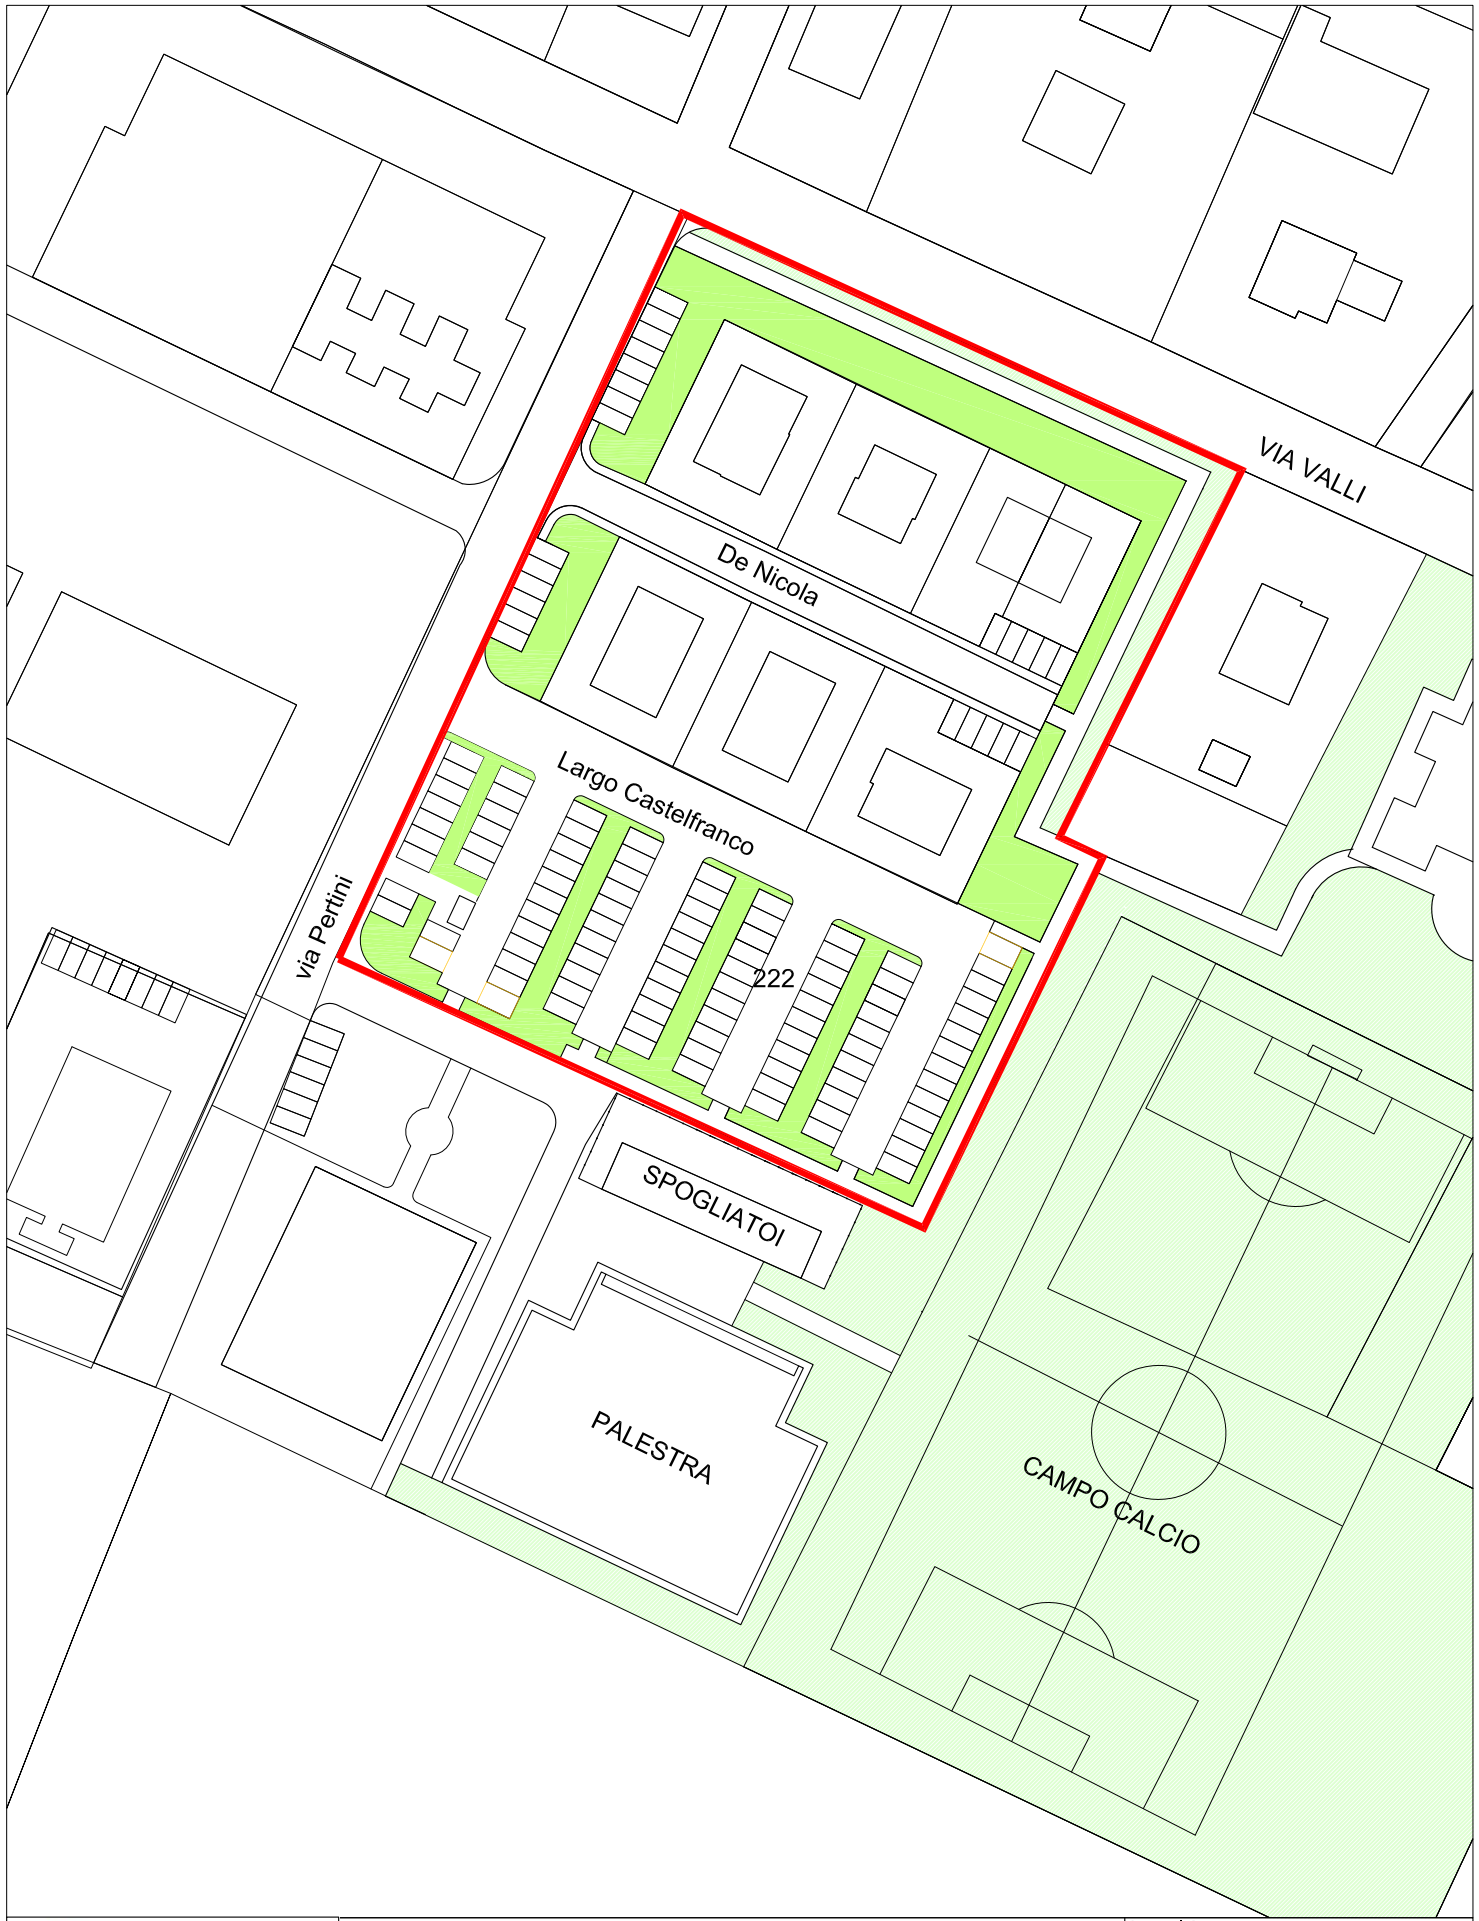 VIA VALLI
De Nicola
Largo Castelfranco
via Pertini
222
SPOGLIATOI
PALESTRA
CAMPO CALCIO